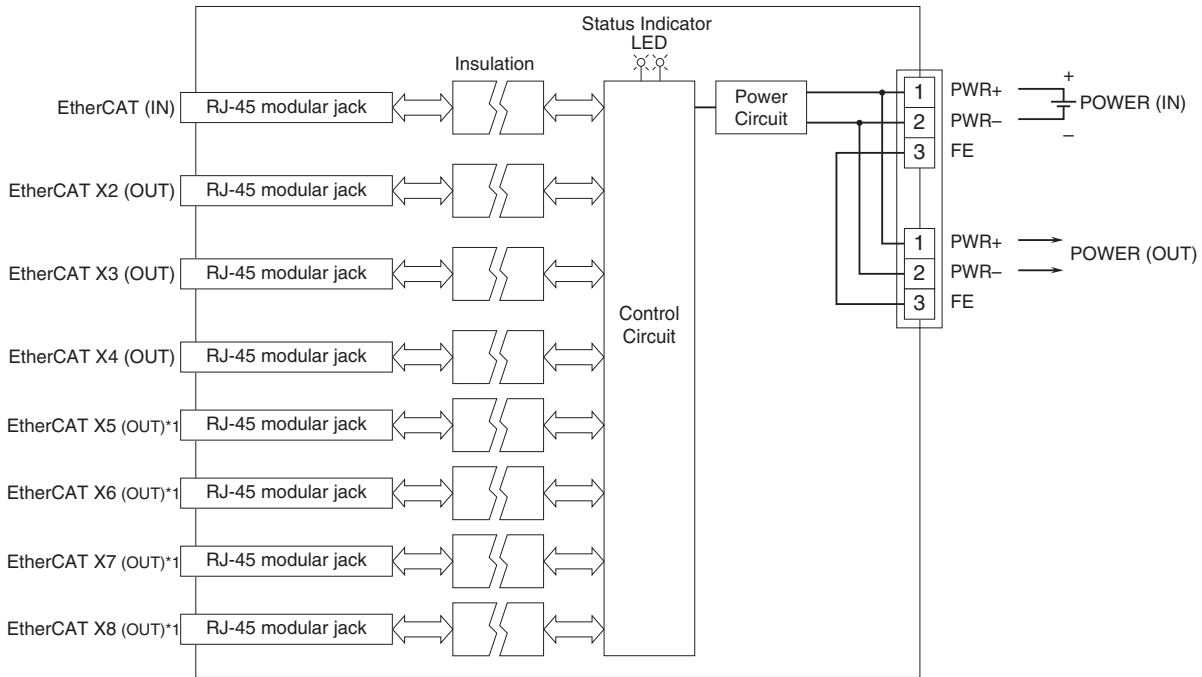 Status Indicator
LED
Insulation
EtherCAT (IN) RJ-45 modular jack
Power
Circuit
1 PWR+ + POWER (IN)
2 PWR– –
3 FE
EtherCAT X2 (OUT) RJ-45 modular jack
1 PWR+ POWER (OUT)
2 PWR–
3 FE
EtherCAT X3 (OUT) RJ-45 modular jack
Control
Circuit
EtherCAT X4 (OUT) RJ-45 modular jack
EtherCAT X5 (OUT)*1 RJ-45 modular jack
EtherCAT X6 (OUT)*1 RJ-45 modular jack
EtherCAT X7 (OUT)*1 RJ-45 modular jack
EtherCAT X8 (OUT)*1 RJ-45 modular jack